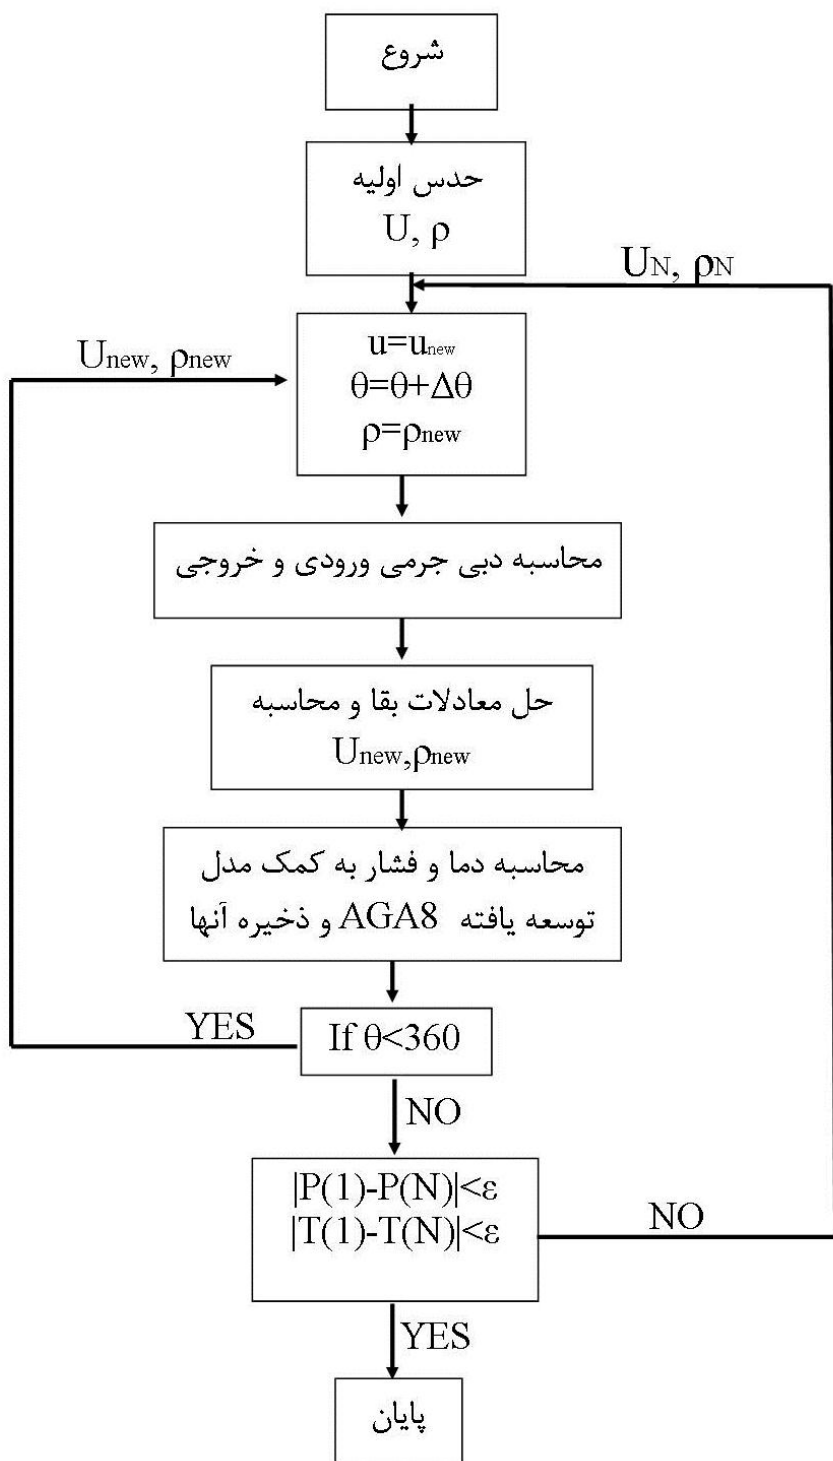 شروع
حدس اولیه
U, ρ
UN, ρN
Unew, ρnew
u=unew
θ=θ+Δθ
ρ=ρnew
محاسبه دبی جرمی ورودی و خروجی
حل معادلات بقا و محاسبه
Unew,ρnew
محاسبه دما و فشار به کمک مدل
توسعه یافته AGA8 و ذخیره آنها
YES
If θ<360
NO
|P(1)-P(N)|<ε
|T(1)-T(N)|<ε
NO
YES
پایان